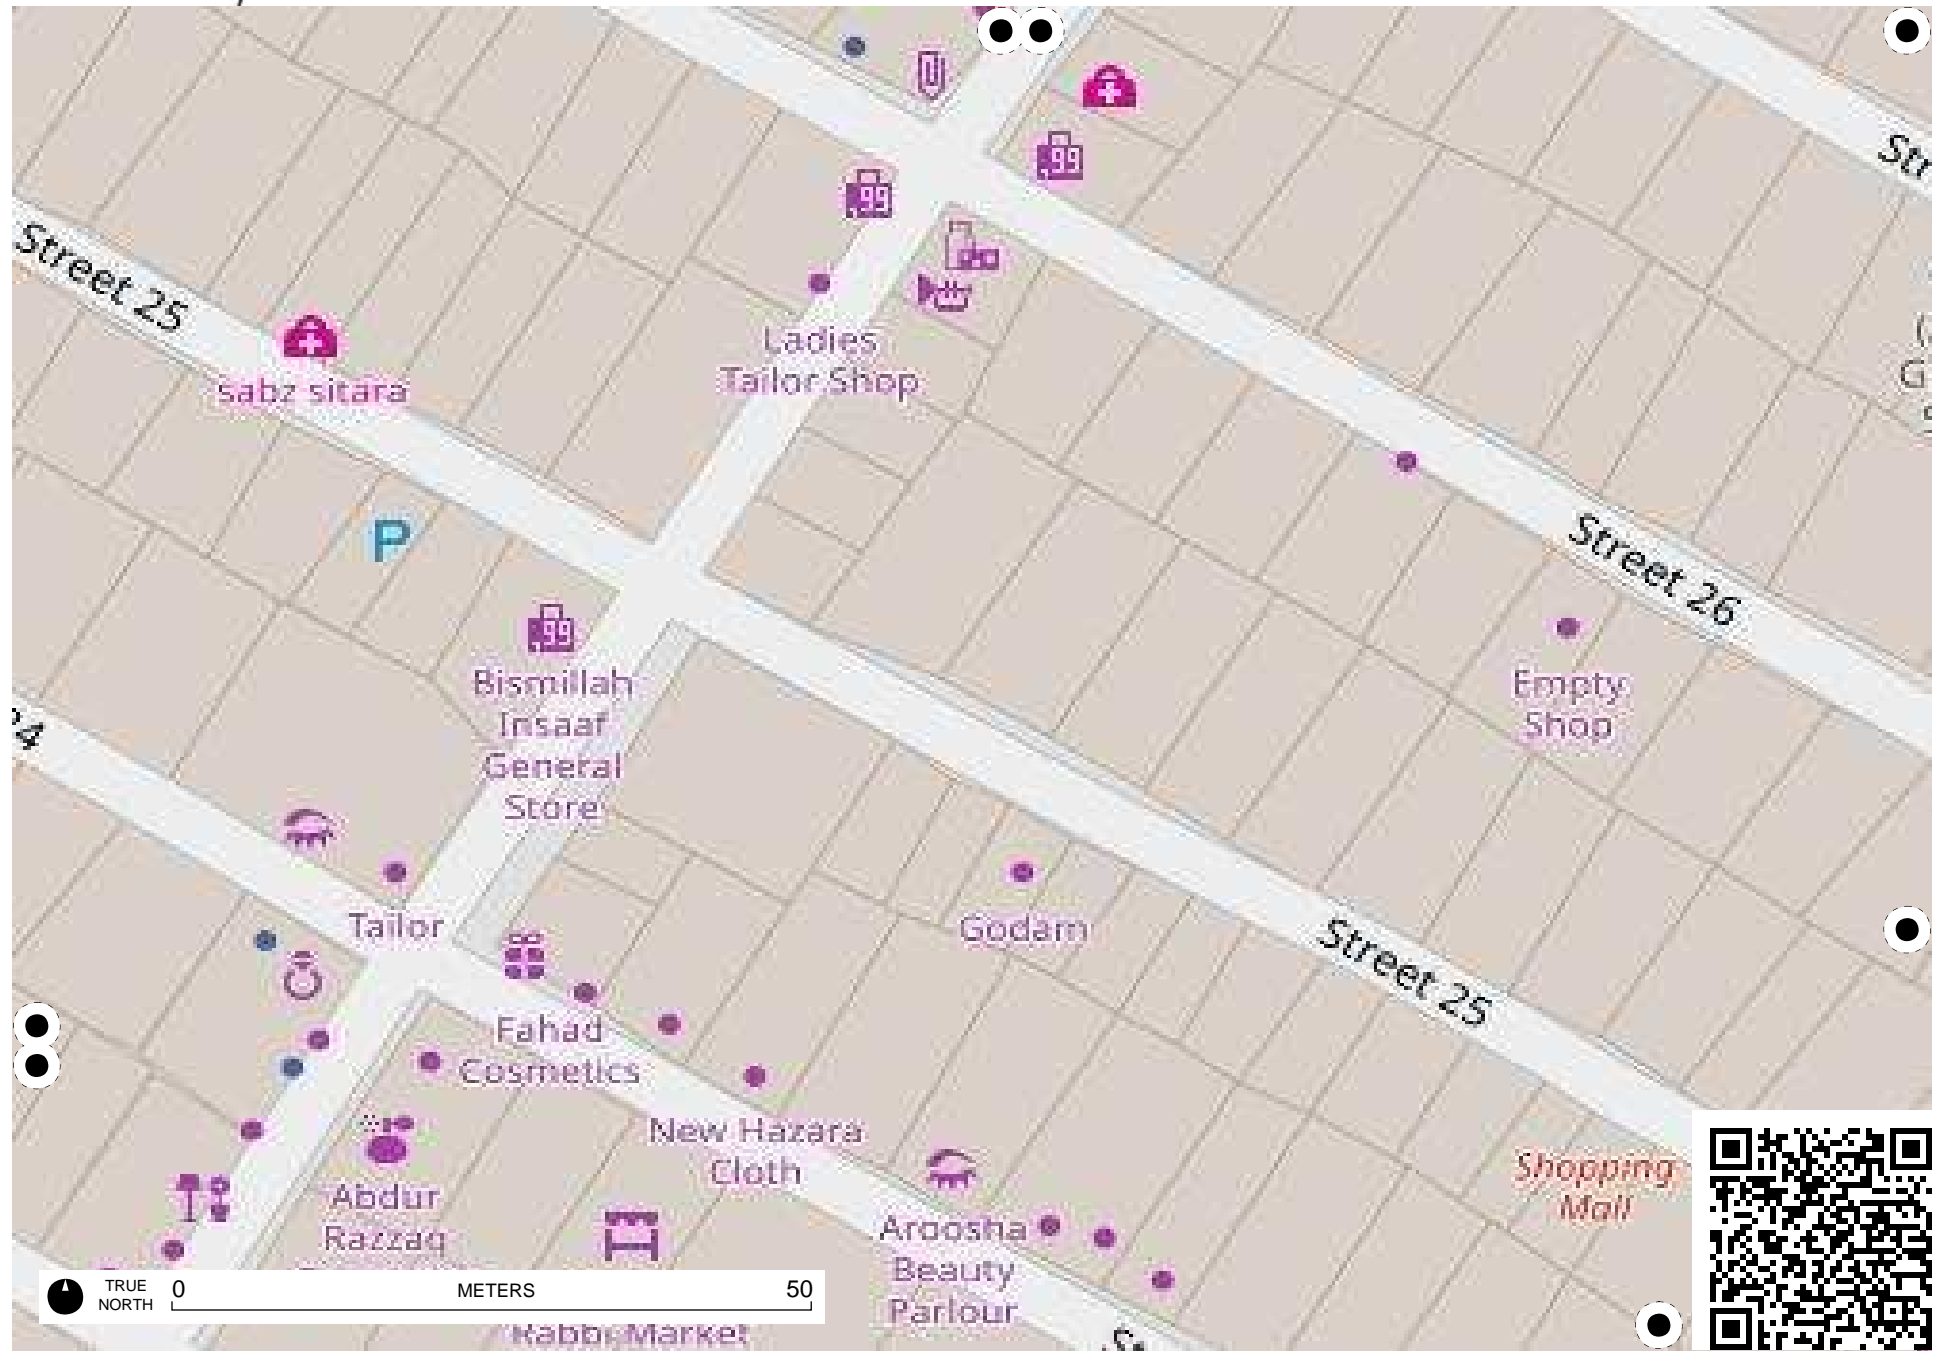 Str
Street 25
Ladies
Tailor Shop
sabz sitara
P
Street 26
Bismillah
Insaaf
General
Store
Empty
Shop
24
Tailor
Godam
Street 25
Fahad
Cosmetics
New Hazara
Cloth
Shopping
Mall
Abdur
Razzaq
Aroosha
Beauty
Parlour
TRUE
NORTH
0
METERS
50
Rabbi Market